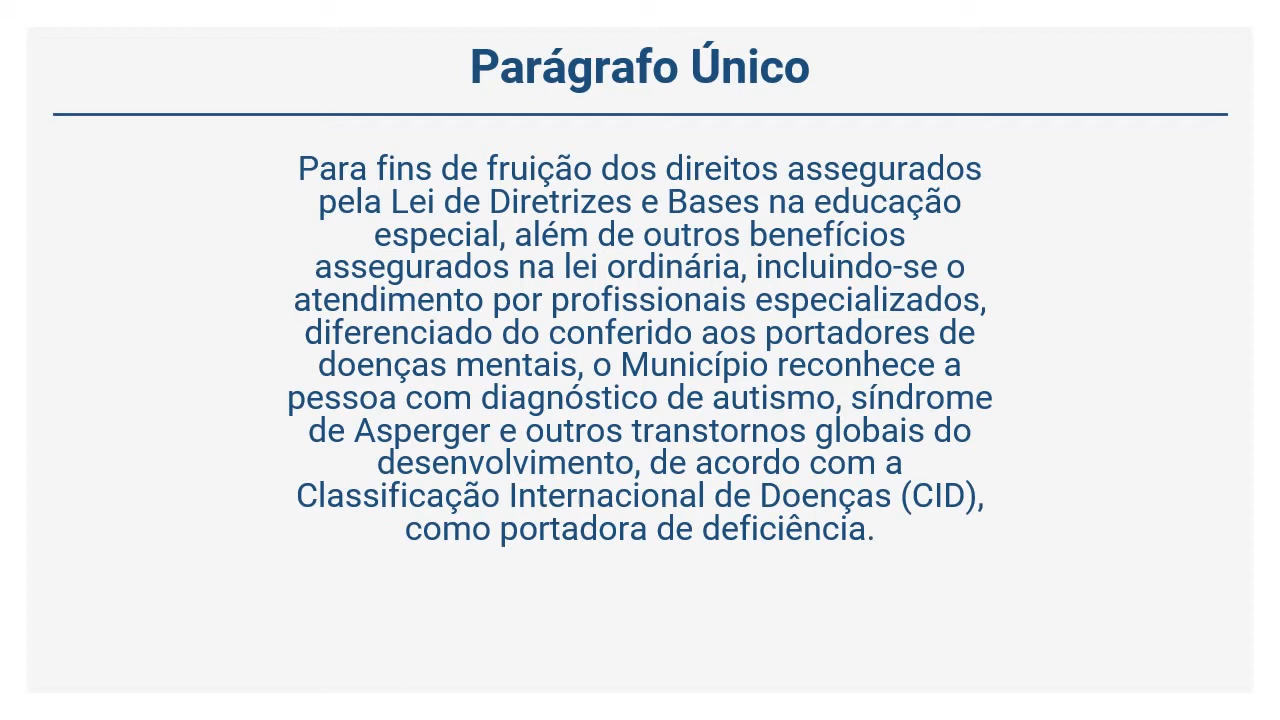 Parágrafo Único
Para fins de fruição dos direitos assegurados
pela Lei de Diretrizes e Bases na educação
especial, além de outros benefícios
assegurados na lei ordinária, incluindo-se o
atendimento por profissionais especializados,
diferenciado do conferido aos portadores de
doenças mentais, o Município reconhece a
pessoa com diagnóstico de autismo, síndrome
de Asperger e outros transtornos globais do
desenvolvimento, de acordo com a
Classificação Internacional de Doenças (CID),
como portadora de deficiência.